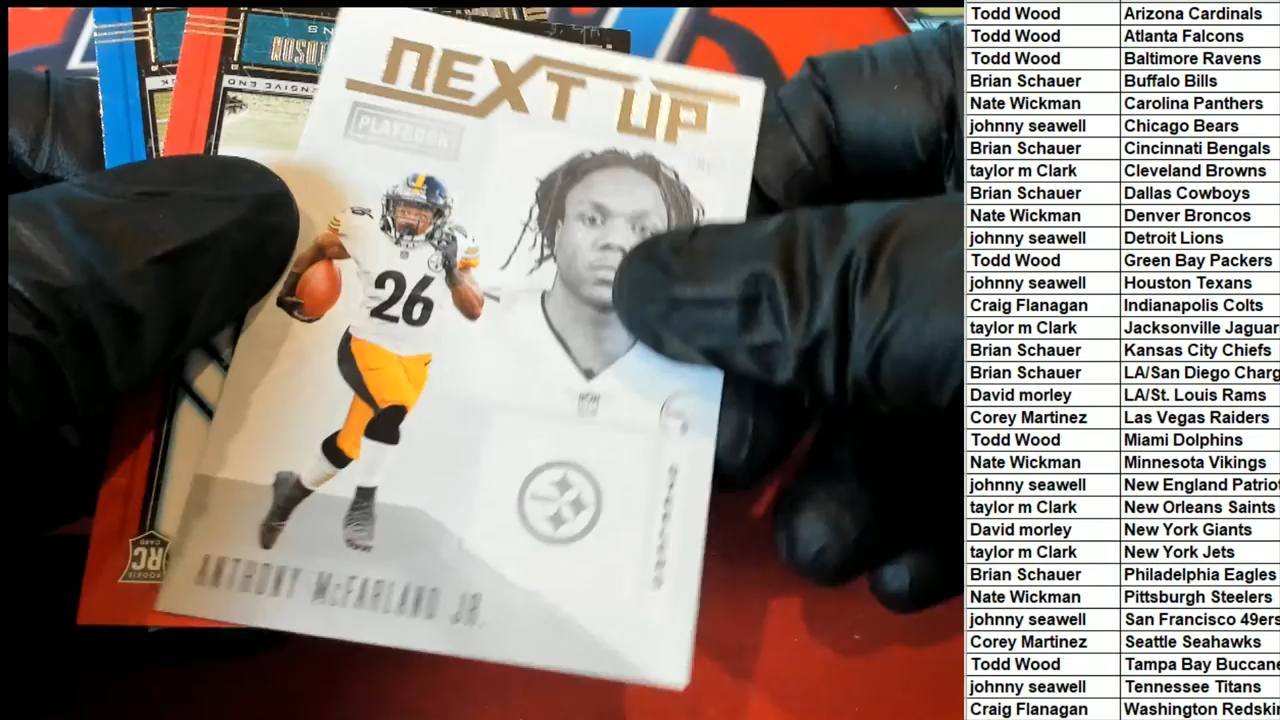 NEXT UP
PLAYBOOK
26
ANTHONY McFARLAND JR.
RC
ROOKIE
CARD
Todd Wood Arizona Cardinals
Todd Wood Atlanta Falcons
Todd Wood Baltimore Ravens
Brian Schauer Buffalo Bills
Nate Wickman Carolina Panthers
johnny seawell Chicago Bears
Brian Schauer Cincinnati Bengals
taylor m Clark Cleveland Browns
Brian Schauer Dallas Cowboys
Nate Wickman Denver Broncos
johnny seawell Detroit Lions
Todd Wood Green Bay Packers
johnny seawell Houston Texans
Craig Flanagan Indianapolis Colts
taylor m Clark Jacksonville Jaguar
Brian Schauer Kansas City Chiefs
Brian Schauer LA/San Diego Charg
David morley LA/St. Louis Rams
Corey Martinez Las Vegas Raiders
Todd Wood Miami Dolphins
Nate Wickman Minnesota Vikings
johnny seawell New England Patriot
taylor m Clark New Orleans Saints
David morley New York Giants
taylor m Clark New York Jets
Brian Schauer Philadelphia Eagles
Nate Wickman Pittsburgh Steelers
johnny seawell San Francisco 49ers
Corey Martinez Seattle Seahawks
Todd Wood Tampa Bay Buccane
johnny seawell Tennessee Titans
Craig Flanagan Washington Redskin